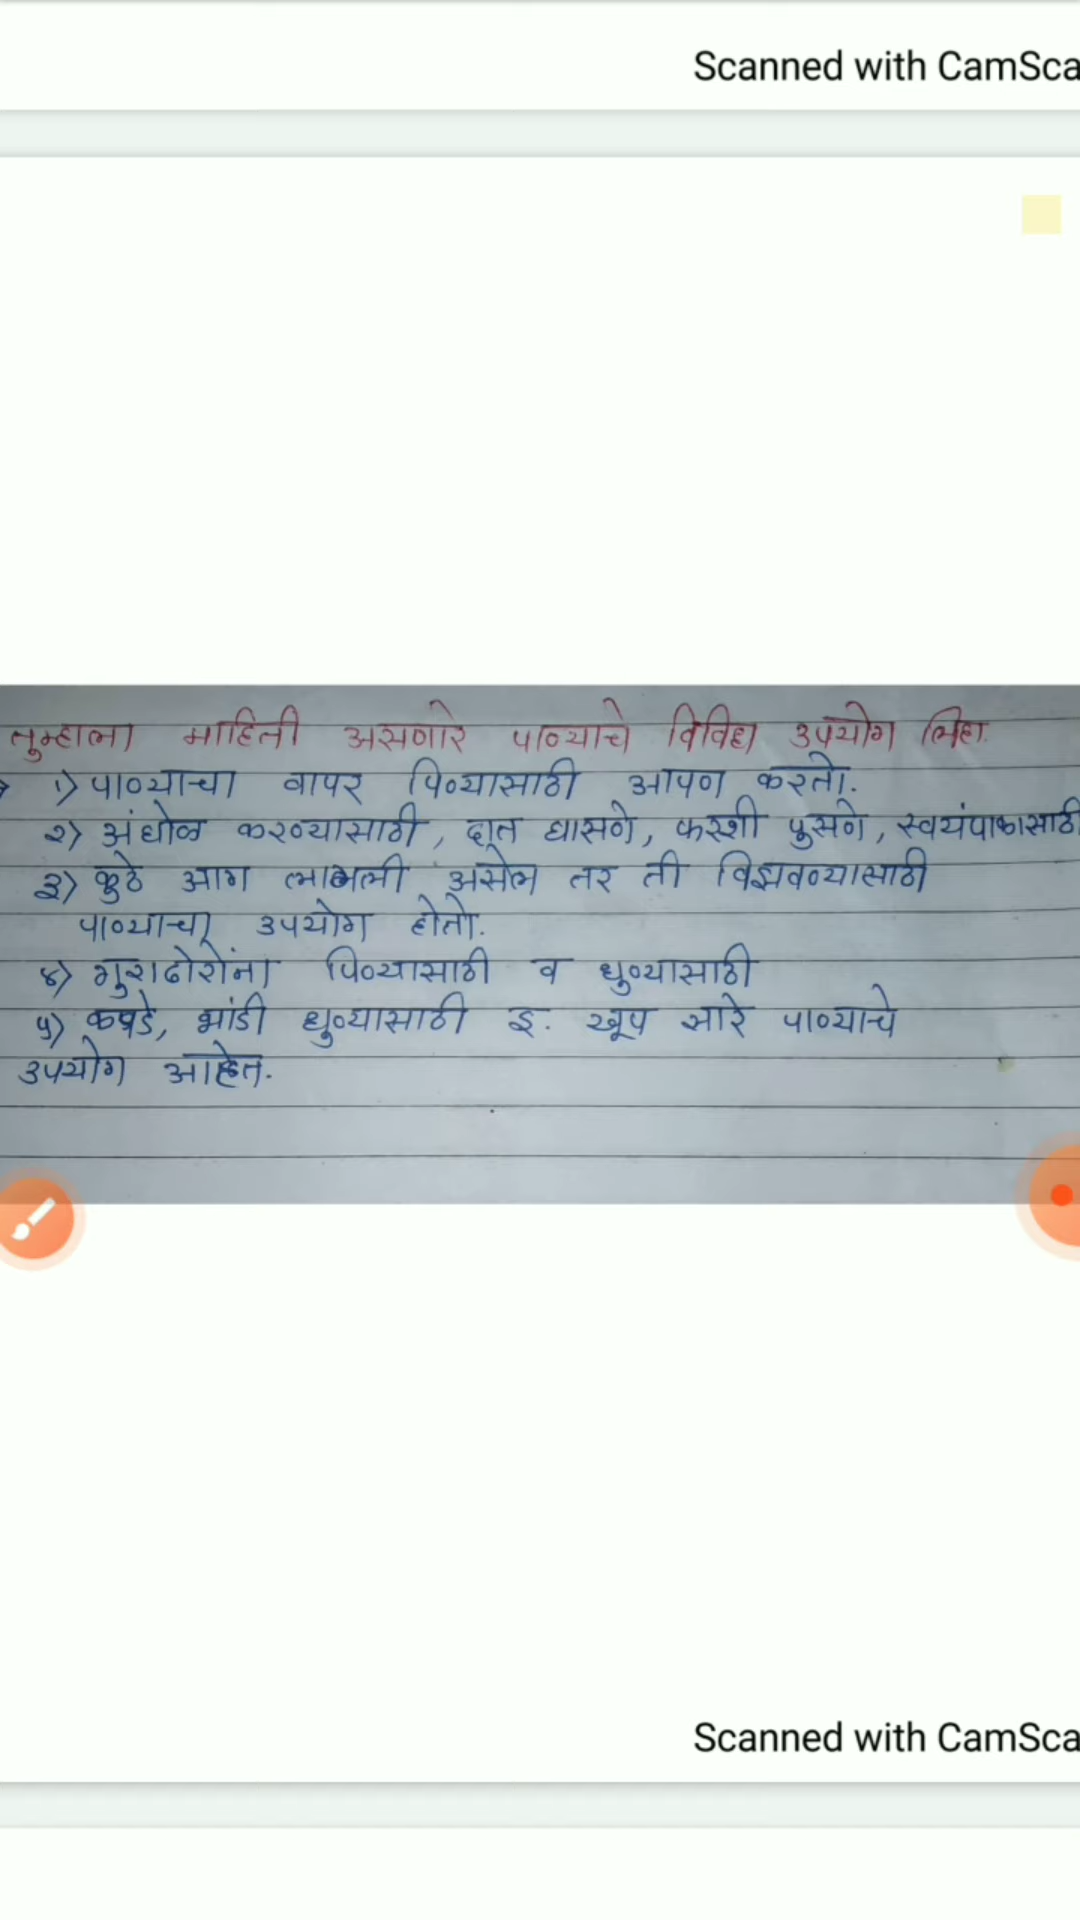 Scanned with CamSca
तुम्हाला माहिती असणारे पाण्याचे विविध उपयोग लिहा.
१) पाण्याचा वापर पिण्यासाठी आपण करतो.
२) अंघोळ करण्यासाठी, दात घासणे, फरशी पुसणे, स्वयंपाकासाठी
३) कुठे आग लागली असेल तर ती विझवण्यासाठी
पाण्याचा उपयोग होतो.
४) गुराढोरांना पिण्यासाठी व धुण्यासाठी
५) कपडे, भांडी धुण्यासाठी इ. खूप सारे पाण्याचे
उपयोग आहेत.
Scanned with CamSca